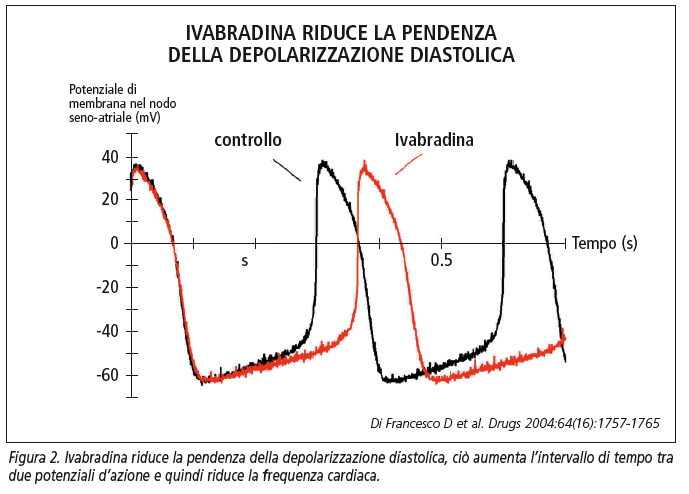 IVABRADINA RIDUCE LA PENDENZA
DELLA DEPOLARIZZAZIONE DIASTOLICA
Potenziale di
membrana nel nodo
seno-atriale (mV)
controllo
Ivabradina
40
20
0
Tempo (s)
s
0.5
-20
-40
-60
Di Francesco D et al. Drugs 2004:64(16):1757-1765
Figura 2. Ivabradina riduce la pendenza della depolarizzazione diastolica, ciò aumenta l'intervallo di tempo tra
due potenziali d'azione e quindi riduce la frequenza cardiaca.